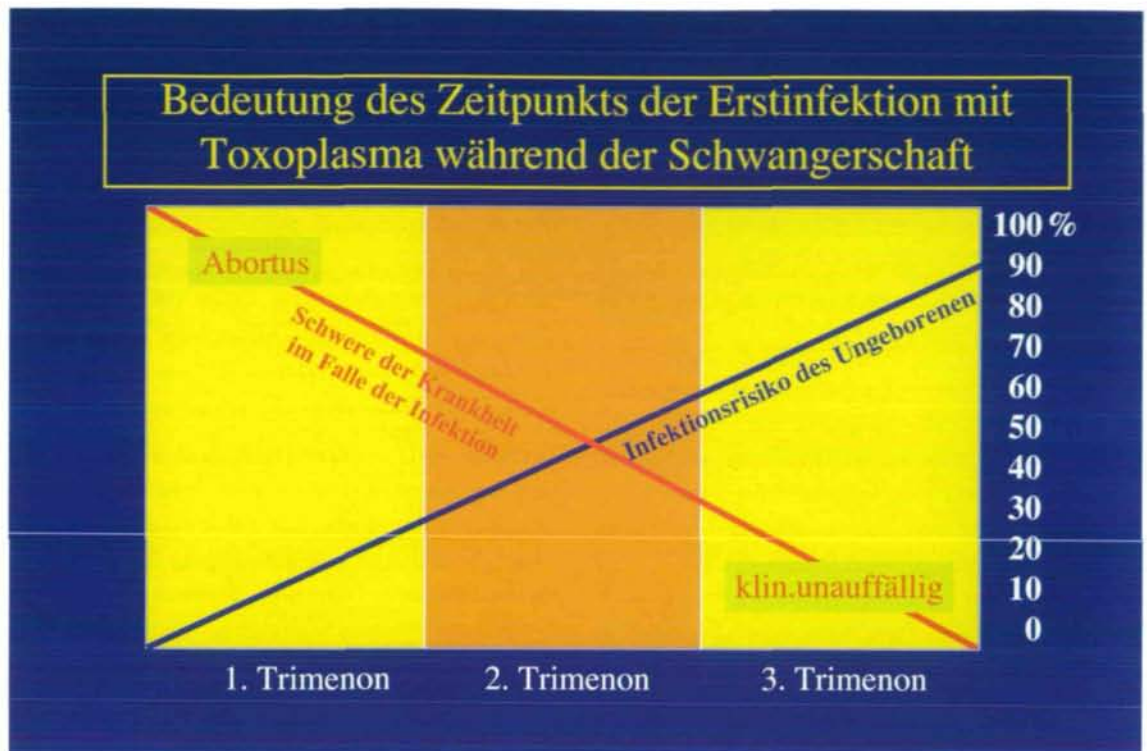 Bedeutung des Zeitpunkts der Erstinfektion mit
Toxoplasma während der Schwangerschaft
Abortus
Schwere der Krankheit
im Falle der Infektion
Infektionsrisiko des Ungeborenen
klin.unauffällig
100 %
90
80
70
60
50
40
30
20
10
0
1. Trimenon
2. Trimenon
3. Trimenon